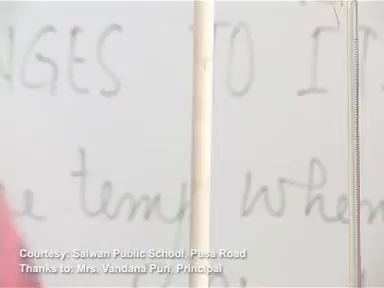 NGES TO IT
temp when
Courtesy: Salwan Public School, Pusa Road
Thanks to: Mrs. Vandana Puri, Principal